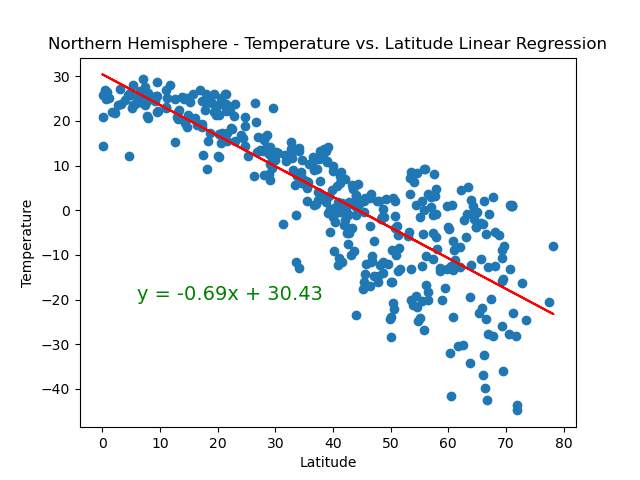 Northern Hemisphere - Temperature vs. Latitude Linear Regression
30
20
10
0
−10
−20
−30
−40
Temperature
y = -0.69x + 30.43
0 10 20 30 40 50 60 70 80
Latitude